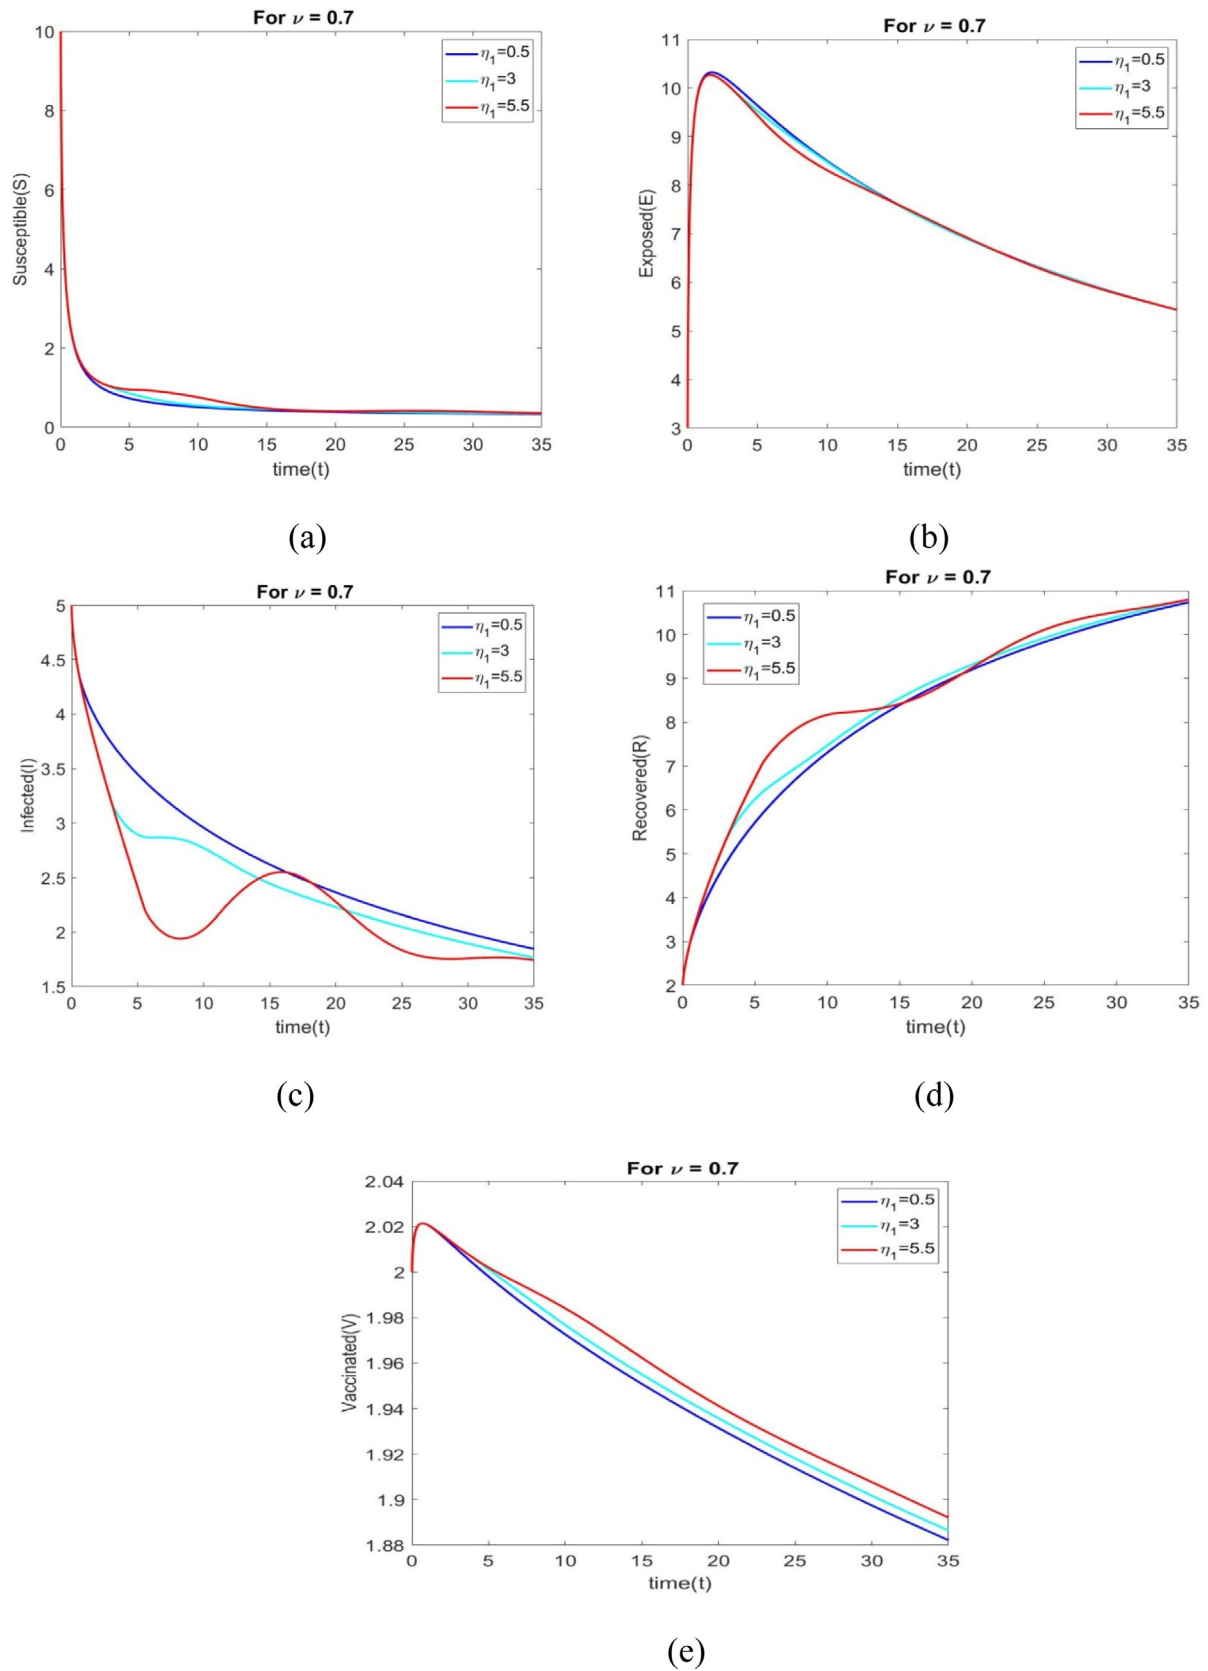 For ν = 0.7
10
8
6
4
2
0
Susceptible(S)
η1=0.5
η1=3
η1=5.5
0 5 10 15 20 25 30 35
time(t)
(a)
For ν = 0.7
11
10
9
8
7
6
5
4
3
Exposed(E)
η1=0.5
η1=3
η1=5.5
0 5 10 15 20 25 30 35
time(t)
(b)
For ν = 0.7
5
4.5
4
3.5
3
2.5
2
1.5
Infected(I)
η1=0.5
η1=3
η1=5.5
0 5 10 15 20 25 30 35
time(t)
(c)
For ν = 0.7
11
10
9
8
7
6
5
4
3
2
Recovered(R)
η1=0.5
η1=3
η1=5.5
0 5 10 15 20 25 30 35
time(t)
(d)
For ν = 0.7
2.04
2.02
2
1.98
1.96
1.94
1.92
1.9
1.88
Vaccinated(V)
η1=0.5
η1=3
η1=5.5
0 5 10 15 20 25 30 35
time(t)
(e)